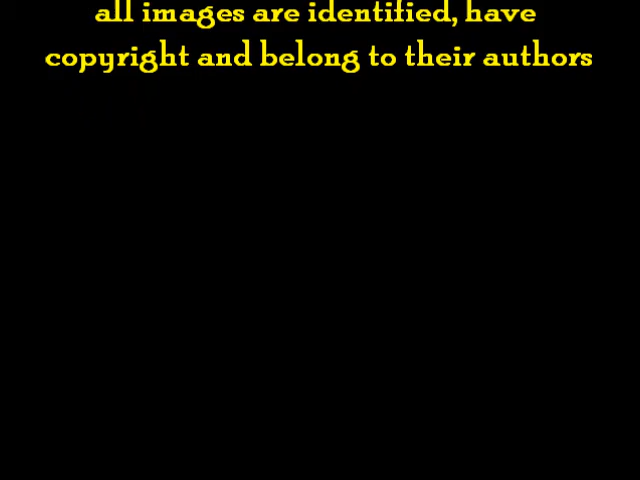 all images are identified, have
copyright and belong to their authors